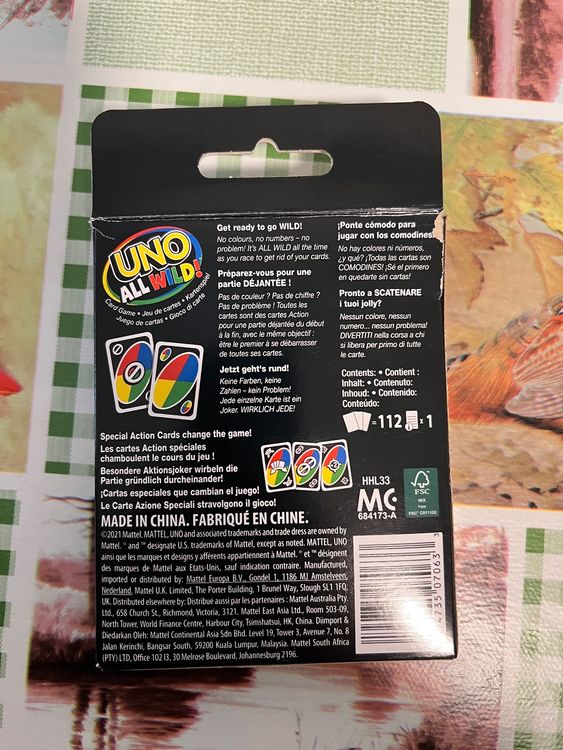 UNO
ALL WILD!
Card Game • Jeu de cartes • Kartenspiel
Juego de cartas • Gioco di carte
Get ready to go WILD!
No colours, no numbers – no
problem! It's ALL WILD all the time
as you race to get rid of your cards.
Préparez-vous pour une
partie DÉJANTÉE !
Pas de couleur ? Pas de chiffre ?
Pas de problème ! Toutes les
cartes sont des cartes Action
pour une partie déjantée du début
à la fin, avec le même objectif :
être le premier à se débarrasser
de toutes ses cartes.
Jetzt geht's rund!
Keine Farben, keine
Zahlen – kein Problem!
Jede einzelne Karte ist ein
Joker. WIRKLICH JEDE!
¡Ponte cómodo para
jugar con los comodines!
No hay colores ni números,
¿y qué? ¡Todas las cartas son
COMODINES! ¡Sé el primero
en quedarte sin cartas!
Pronto a SCATENARE
i tuoi jolly?
Nessun colore, nessun
numero... nessun problema!
DIVERTITI nella corsa a chi
si libera per primo di tutte
le carte.
Contents: • Contient :
Inhalt: • Contenuto:
Inhoud: • Contenido:
Conteúdo:
= 112 x 1
Special Action Cards change the game!
Les cartes Action spéciales
chamboulent le cours du jeu !
Besondere Aktionsjoker wirbeln die
Partie gründlich durcheinander!
¡Cartas especiales que cambian el juego!
Le Carte Azione Speciali stravolgono il gioco!
HHL33
MC
684173-A
FSC
MIX
Paper
FSC® C011102
MADE IN CHINA. FABRIQUÉ EN CHINE.
©2021 Mattel. MATTEL, UNO and associated trademarks and trade dress are owned by
Mattel. ® and ™ designate U.S. trademarks of Mattel, except as noted. MATTEL, UNO
ainsi que les marques et designs y afférents appartiennent à Mattel. ® et ™ désignent
des marques de Mattel aux Etats-Unis, sauf indication contraire. Manufactured,
imported or distributed by: Mattel Europa B.V., Gondel 1, 1186 MJ Amstelveen,
Nederland. Mattel U.K. Limited, The Porter Building, 1 Brunel Way, Slough SL1 1FQ,
UK. Distributed elsewhere by: Distribué aussi par les partenaires : Mattel Australia Pty.
Ltd., 658 Church St., Richmond, Victoria, 3121. Mattel East Asia Ltd., Room 503-09,
North Tower, World Finance Centre, Harbour City, Tsimshatsui, HK, China. Diimport &
Diedarkan Oleh: Mattel Continental Asia Sdn Bhd. Level 19, Tower 3, Avenue 7, No. 8
Jalan Kerinchi, Bangsar South, 59200 Kuala Lumpur, Malaysia. Mattel South Africa
(PTY) LTD, Office 102 I3, 30 Melrose Boulevard, Johannesburg 2196.